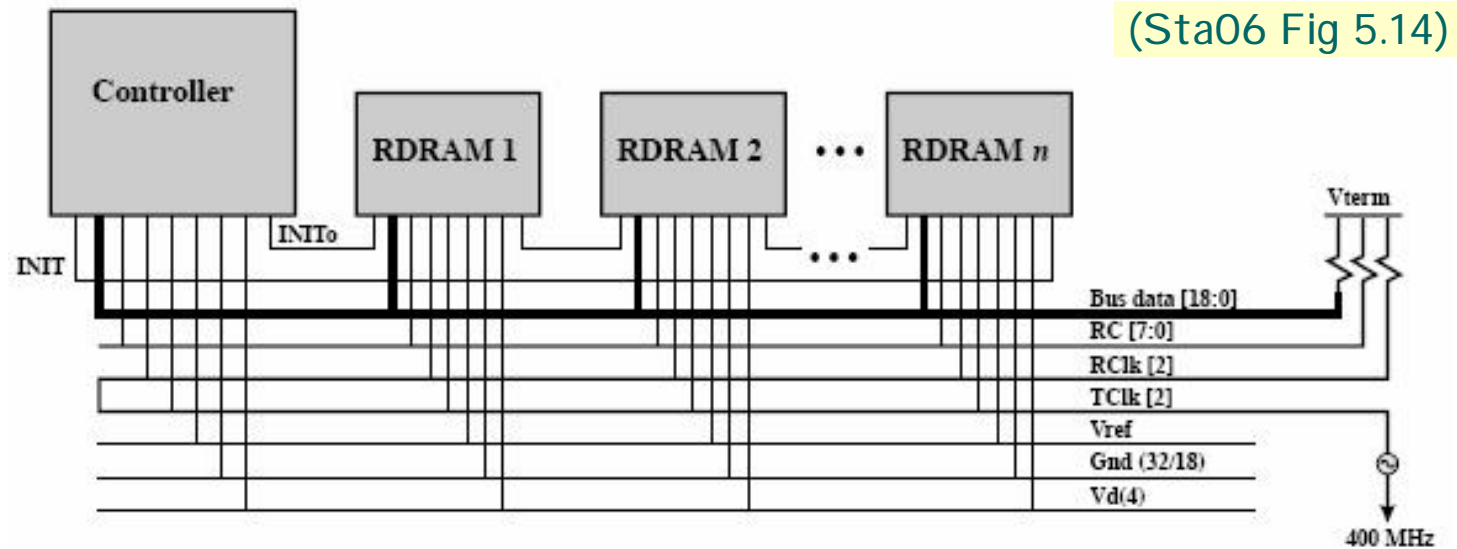 (Sta06 Fig 5.14)
Controller
RDRAM 1
RDRAM 2
• • •
RDRAM n
Vterm
INITo
INIT
• • •
Bus data [18:0]
RC [7:0]
RClk [2]
TClk [2]
Vref
Gnd (32/18)
Vd(4)
400 MHz